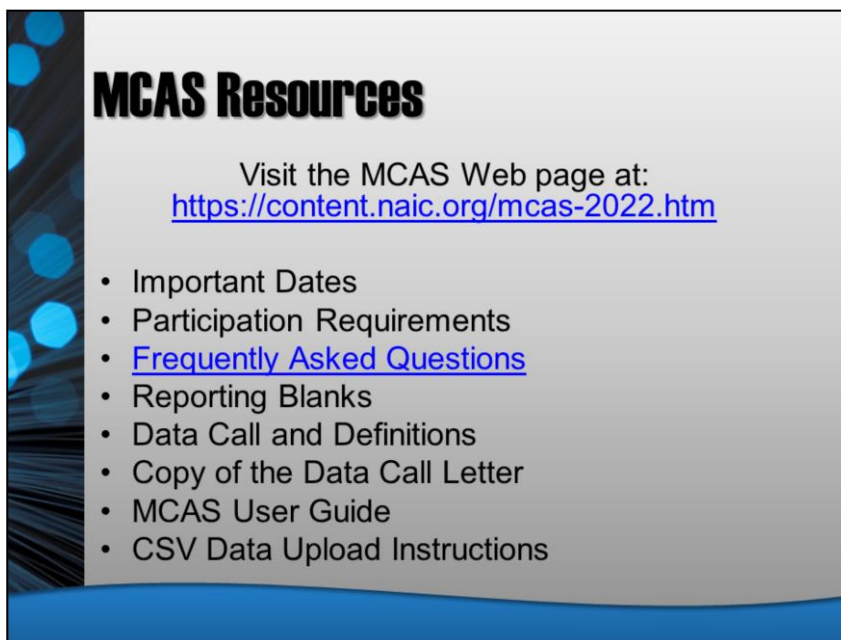 MCAS Resources
Visit the MCAS Web page at:
https://content.naic.org/mcas-2022.htm
• Important Dates
• Participation Requirements
• Frequently Asked Questions
• Reporting Blanks
• Data Call and Definitions
• Copy of the Data Call Letter
• MCAS User Guide
• CSV Data Upload Instructions